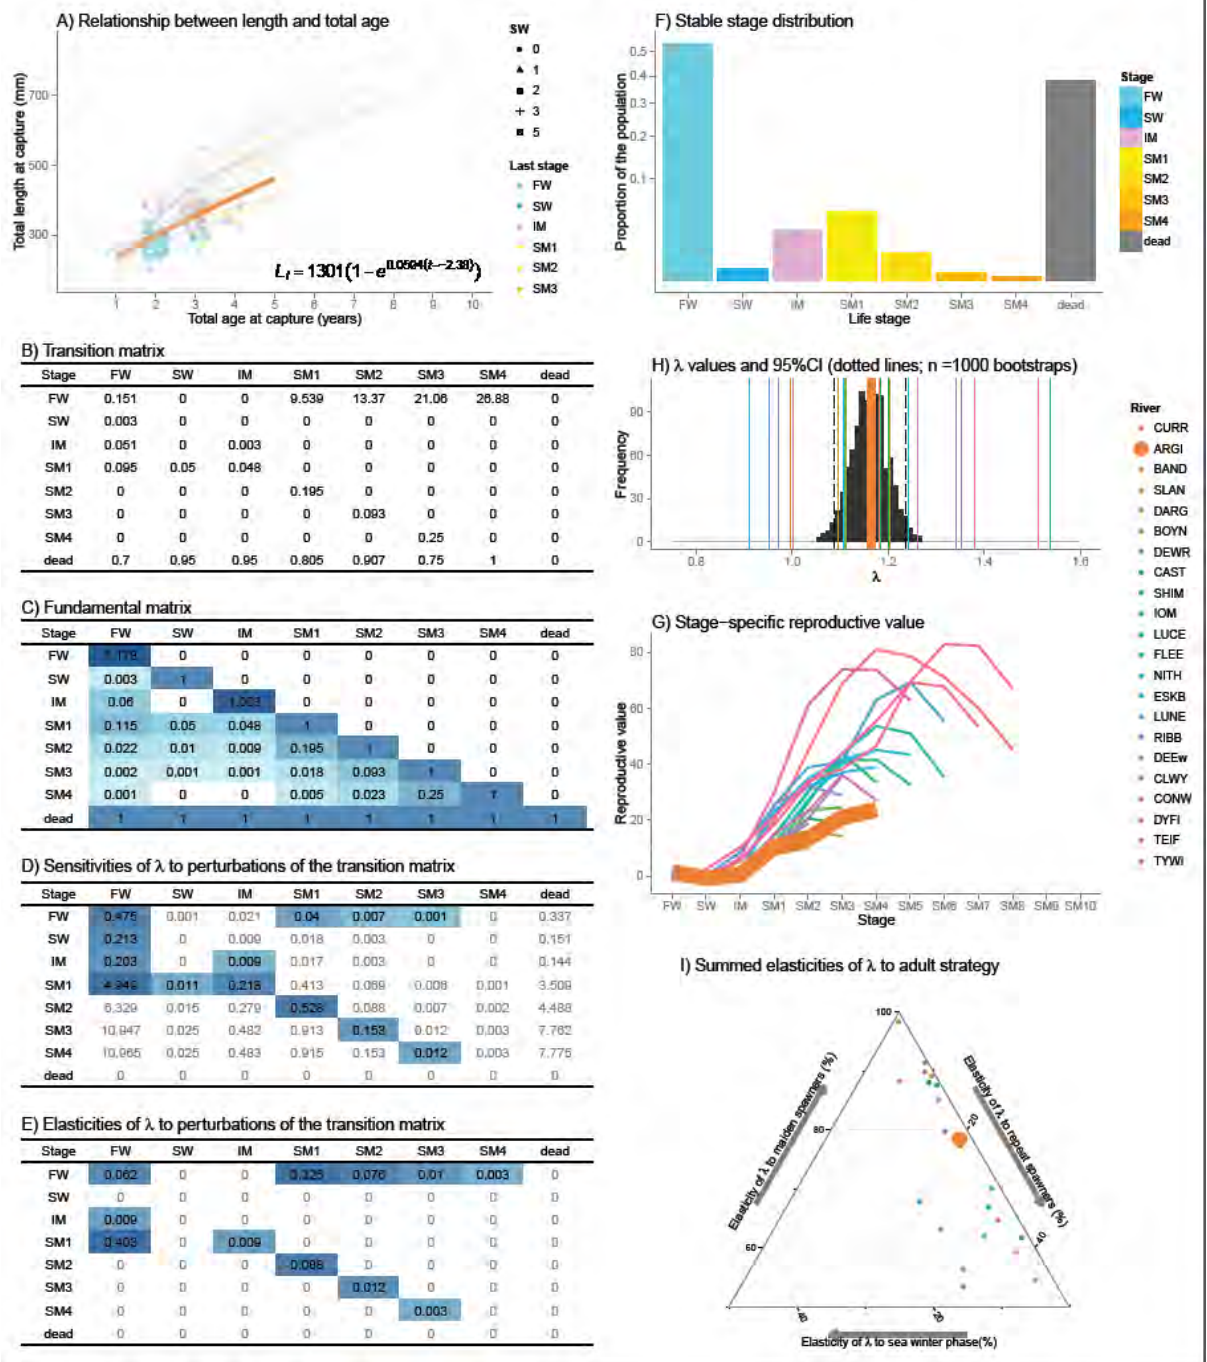 A) Relationship between length and total age
Total length at capture (mm)
700
500
300
1 2 3 4 5 6 7 8 9 10
Total age at capture (years)
SW
0
1
2
3
5
Last stage
FW
SW
IM
SM1
SM2
SM3
B) Transition matrix
Stage FW SW IM SM1 SM2 SM3 SM4 dead
FW 0.151 0 0 9.539 13.37 21.06 26.88 0
SW 0.003 0 0 0 0 0 0 0
IM 0.051 0 0.003 0 0 0 0 0
SM1 0.095 0.05 0.048 0 0 0 0 0
SM2 0 0 0 0.195 0 0 0 0
SM3 0 0 0 0 0.093 0 0 0
SM4 0 0 0 0 0 0.25 0 0
dead 0.7 0.95 0.95 0.805 0.907 0.75 1 0
C) Fundamental matrix
Stage FW SW IM SM1 SM2 SM3 SM4 dead
FW 0 0 0 0 0 0 0
SW 0.003 1 0 0 0 0 0 0
IM 0.06 0 1.003 0 0 0 0 0
SM1 0.115 0.05 0.048 1 0 0 0 0
SM2 0.022 0.01 0.009 0.195 1 0 0 0
SM3 0.002 0.001 0.001 0.018 0.093 1 0 0
SM4 0.001 0 0 0.005 0.023 0.25 1 0
dead 1 1 1 1 1 1 1 1
D) Sensitivities of λ to perturbations of the transition matrix
Stage FW SW IM SM1 SM2 SM3 SM4 dead
FW 0.475 0.001 0.021 0.04 0.007 0.001 0 0.337
SW 0.213 0 0.009 0.018 0.003 0 0 0.151
IM 0.203 0 0.009 0.017 0.003 0 0 0.144
SM1 4.949 0.011 0.218 0.413 0.069 0.006 0.001 3.509
SM2 6.329 0.015 0.279 0.528 0.088 0.007 0.002 4.488
SM3 10.947 0.025 0.482 0.913 0.153 0.012 0.003 7.762
SM4 10.965 0.025 0.483 0.915 0.153 0.012 0.003 7.775
dead 0 0 0 0 0 0 0 0
E) Elasticities of λ to perturbations of the transition matrix
Stage FW SW IM SM1 SM2 SM3 SM4 dead
FW 0.062 0 0 0.325 0.076 0.01 0.003 0
SW 0 0 0 0 0 0 0 0
IM 0.009 0 0 0 0 0 0 0
SM1 0.403 0 0.009 0 0 0 0 0
SM2 0 0 0 0.088 0 0 0 0
SM3 0 0 0 0 0.012 0 0 0
SM4 0 0 0 0 0 0.003 0 0
dead 0 0 0 0 0 0 0 0
F) Stable stage distribution
Proportion of the population
0.5
0.4
0.3
0.2
0.1
FW SW IM SM1 SM2 SM3 SM4 dead
Life stage
Stage
FW
SW
IM
SM1
SM2
SM3
SM4
dead
H) λ values and 95%CI (dotted lines; n =1000 bootstraps)
Frequency
90
60
30
0
0.8 1.0 1.2 1.4 1.6
λ
River
CURR
ARGI
BAND
SLAN
DARG
BOYN
DEWR
CAST
SHIM
IOM
LUCE
FLEE
NITH
ESKB
LUNE
RIBB
DEEw
CLWY
CONW
DYFI
TEIF
TYWI
G) Stage-specific reproductive value
Reproductive value
80
60
40
20
0
FW SW IM SM1 SM2 SM3 SM4 SM5 SM6 SM7 SM8 SM9 SM10
Stage
I) Summed elasticities of λ to adult strategy
100
80
60
20
40
40
20
Elasticity of λ to maiden spawners (%)
Elasticity of λ to repeat spawners (%)
Elasticity of λ to sea winter phase(%)